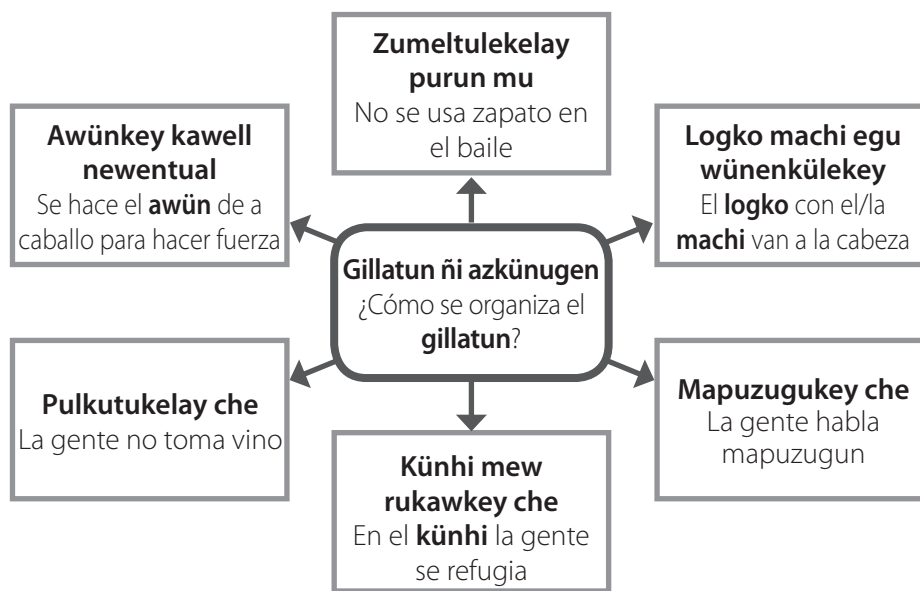 Zumeltulekelay
purun mu
No se usa zapato en
el baile
Awünkey kawell
newentual
Se hace el awün de a
caballo para hacer fuerza
Logko machi egu
wünenkülekey
El logko con el/la
machi van a la cabeza
Gillatun ñi azkünugen
¿Cómo se organiza el
gillatun?
Pulkutukelay che
La gente no toma vino
Mapuzugukey che
La gente habla
mapuzugun
Künhi mew
rukawkey che
En el künhi la gente
se refugia